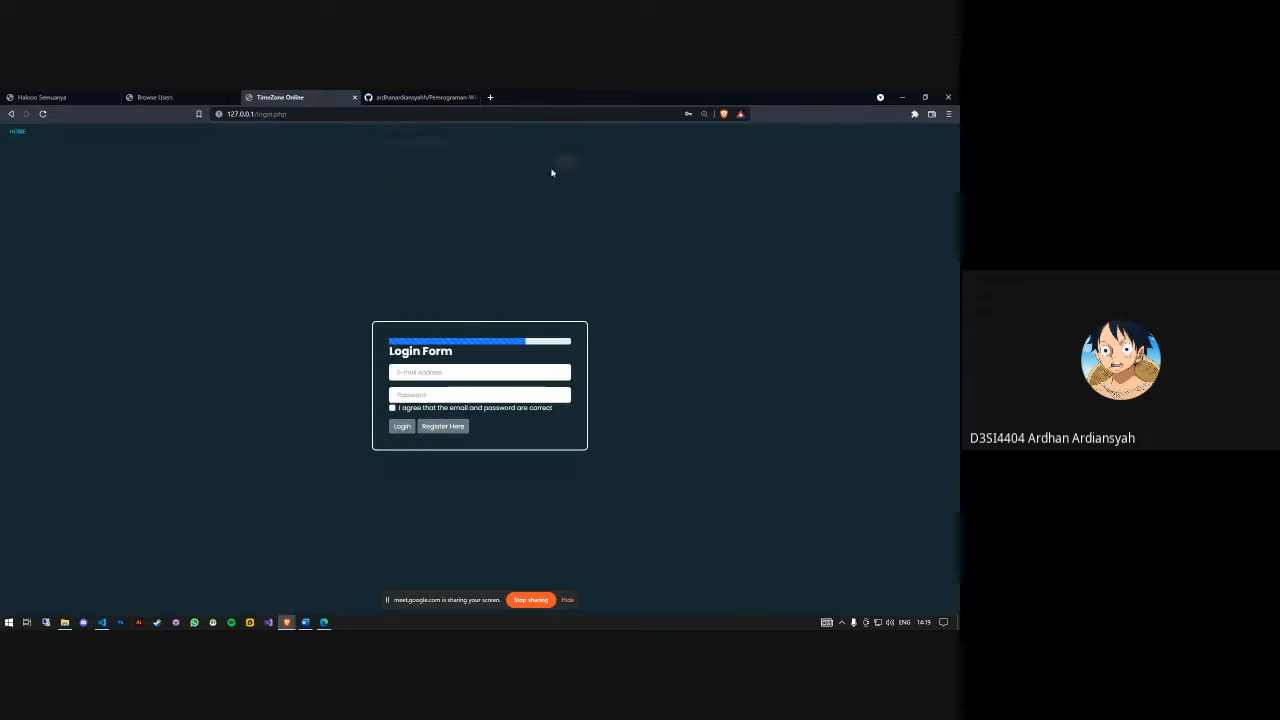 Halooo Semuanya
Browse Users
TimeZone Online
ardhanardiansyahh/Pemrograman-W
127.0.0.1/login.php
HOME
Login Form
E-mail Address
Password
I agree that the email and password are correct
Login
Register Here
D3SI4404 Ardhan Ardiansyah
meet.google.com is sharing your screen.
Stop sharing
Hide
ENG
14:19